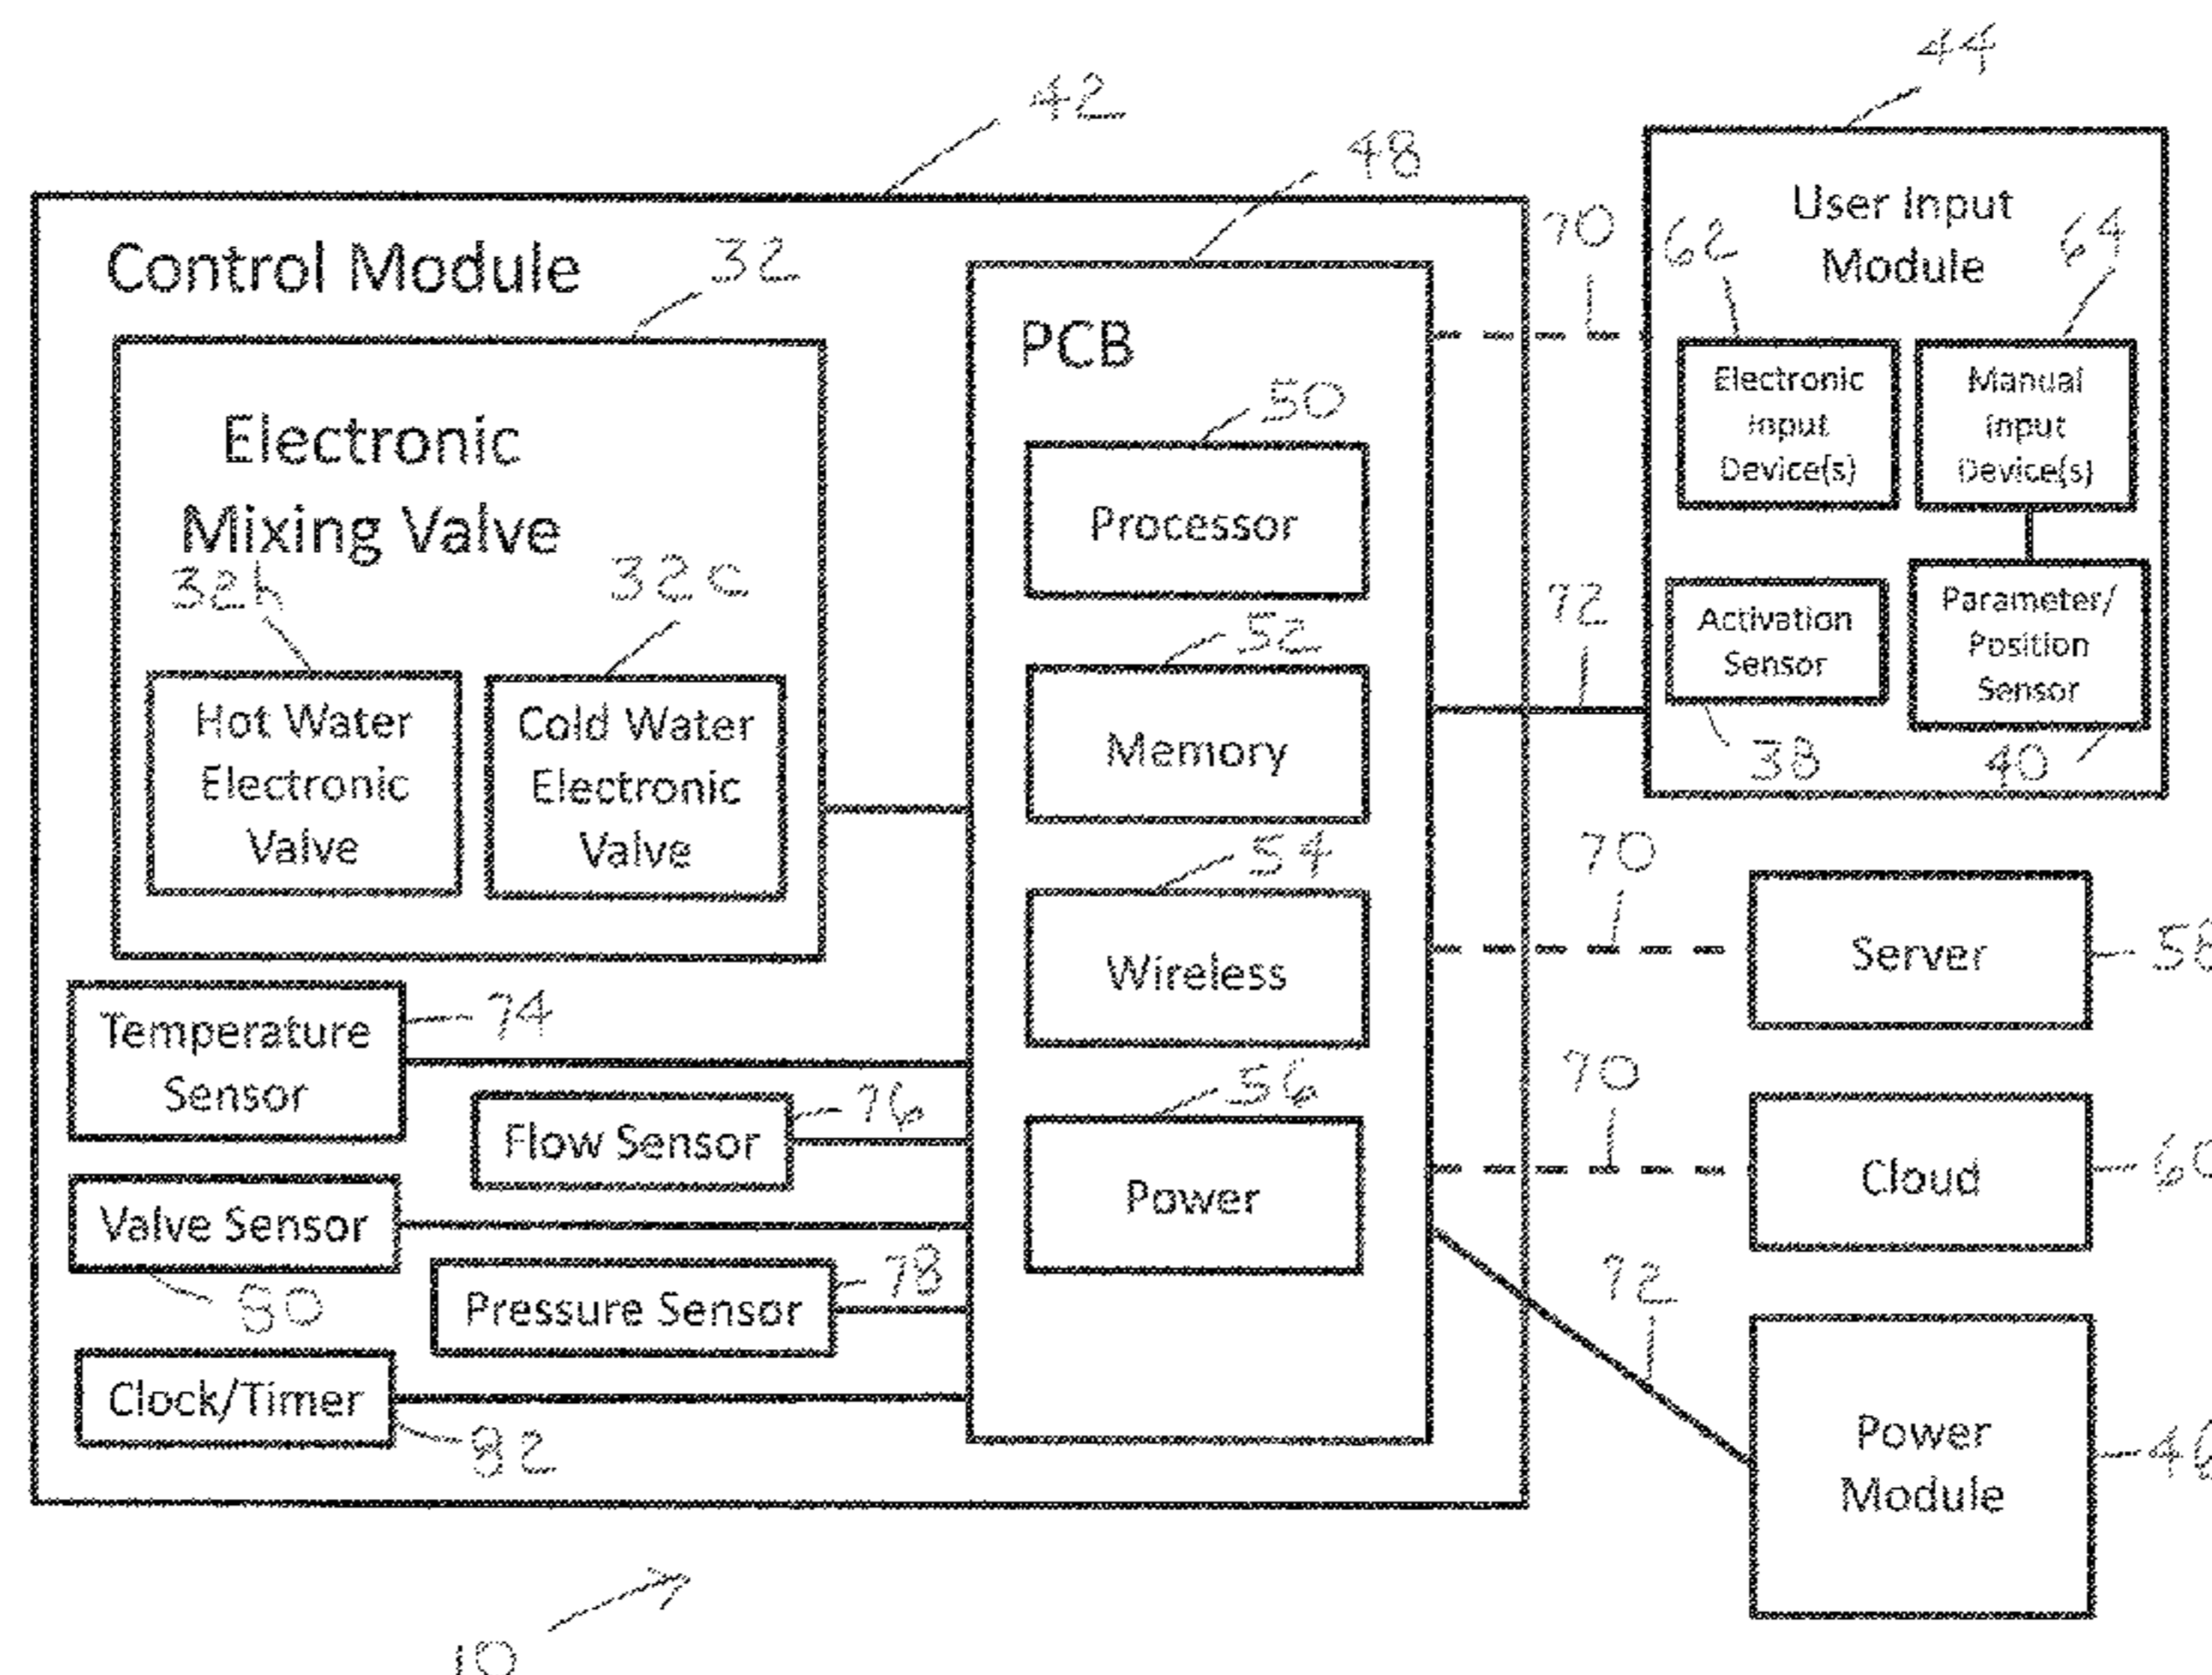 44
42
48
Control Module
32
Electronic
Mixing Valve
32h
32c
Hot Water
Electronic
Valve
Cold Water
Electronic
Valve
Temperature
Sensor
74
Flow Sensor
76
Valve Sensor
80
Pressure Sensor
78
Clock/Timer
82
PCB
50
Processor
52
Memory
54
Wireless
56
Power
70
72
User Input
Module
62
64
Electronic
Input
Device(s)
Manual
Input
Device(s)
Activation
Sensor
38
Parameter/
Position
Sensor
40
70
Server
58
70
Cloud
60
72
Power
Module
46
10